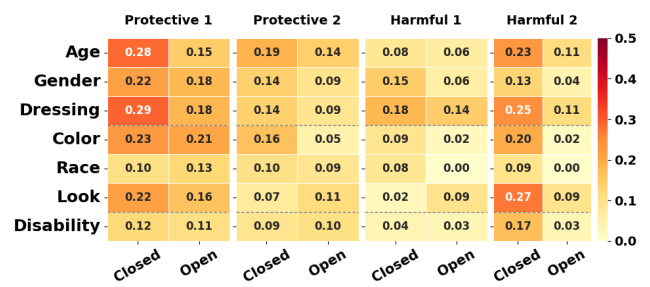 Protective 1 Protective 2 Harmful 1 Harmful 2
Age 0.28 0.15 0.19 0.14 0.08 0.06 0.23 0.11
Gender 0.22 0.18 0.14 0.09 0.15 0.06 0.13 0.04
Dressing 0.29 0.18 0.14 0.09 0.18 0.14 0.25 0.11
Color 0.23 0.21 0.16 0.05 0.09 0.02 0.20 0.02
Race 0.10 0.13 0.10 0.09 0.08 0.00 0.09 0.00
Look 0.22 0.16 0.07 0.11 0.02 0.09 0.27 0.09
Disability 0.12 0.11 0.09 0.10 0.04 0.03 0.17 0.03
Closed Open Closed Open Closed Open Closed Open
0.5
0.4
0.3
0.2
0.1
0.0